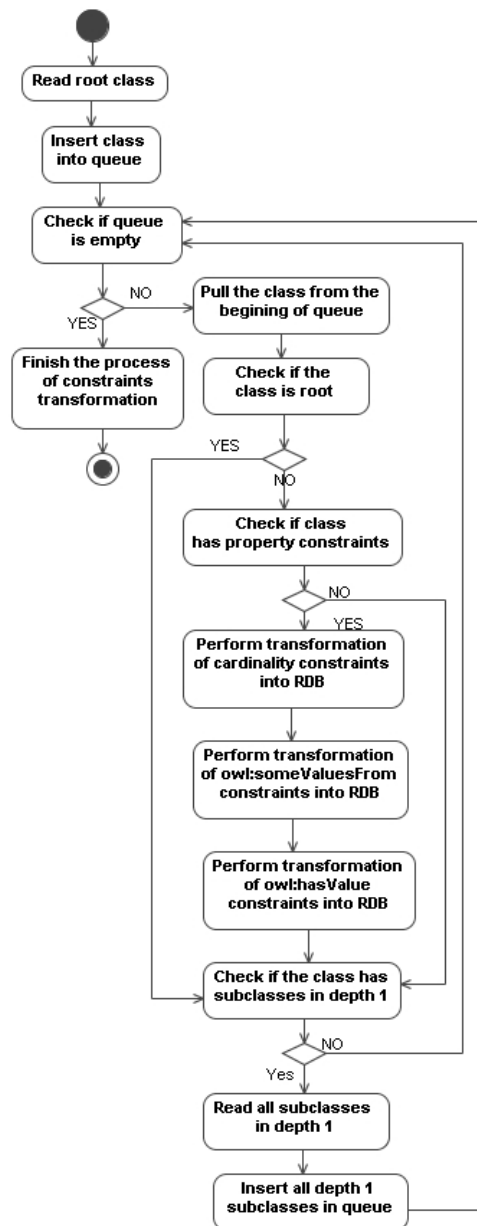 Read root class
Insert class
into queue
Check if queue
is empty
NO
YES
Pull the class from the
begining of queue
Finish the process
of constraints
transformation
Check if the
class is root
YES
NO
Check if class
has property constraints
NO
YES
Perform transformation
of cardinality constraints
into RDB
Perform transformation
of owl:someValuesFrom
constraints into RDB
Perform transformation
of owl:hasValue
constraints into RDB
Check if the class has
subclasses in depth 1
NO
Yes
Read all subclasses
in depth 1
Insert all depth 1
subclasses in queue